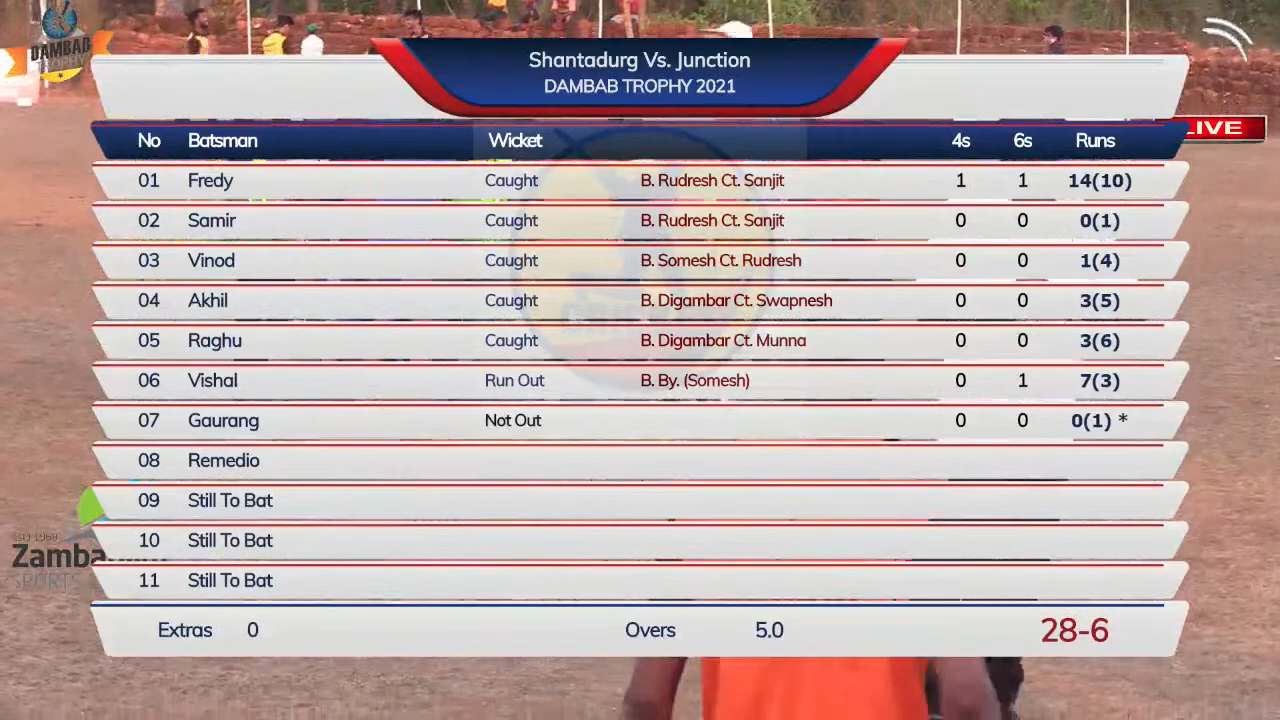 DAMBAB
TROPHY
Shantadurg Vs. Junction
DAMBAB TROPHY 2021
LIVE
No Batsman Wicket 4s 6s Runs
01 Fredy Caught B. Rudresh Ct. Sanjit 1 1 14(10)
02 Samir Caught B. Rudresh Ct. Sanjit 0 0 0(1)
03 Vinod Caught B. Somesh Ct. Rudresh 0 0 1(4)
04 Akhil Caught B. Digambar Ct. Swapnesh 0 0 3(5)
05 Raghu Caught B. Digambar Ct. Munna 0 0 3(6)
06 Vishal Run Out B. By. (Somesh) 0 1 7(3)
07 Gaurang Not Out 0 0 0(1) *
08 Remedio
09 Still To Bat
10 Still To Bat
11 Still To Bat
Zamba
SPORTS
Extras 0 Overs 5.0 28-6